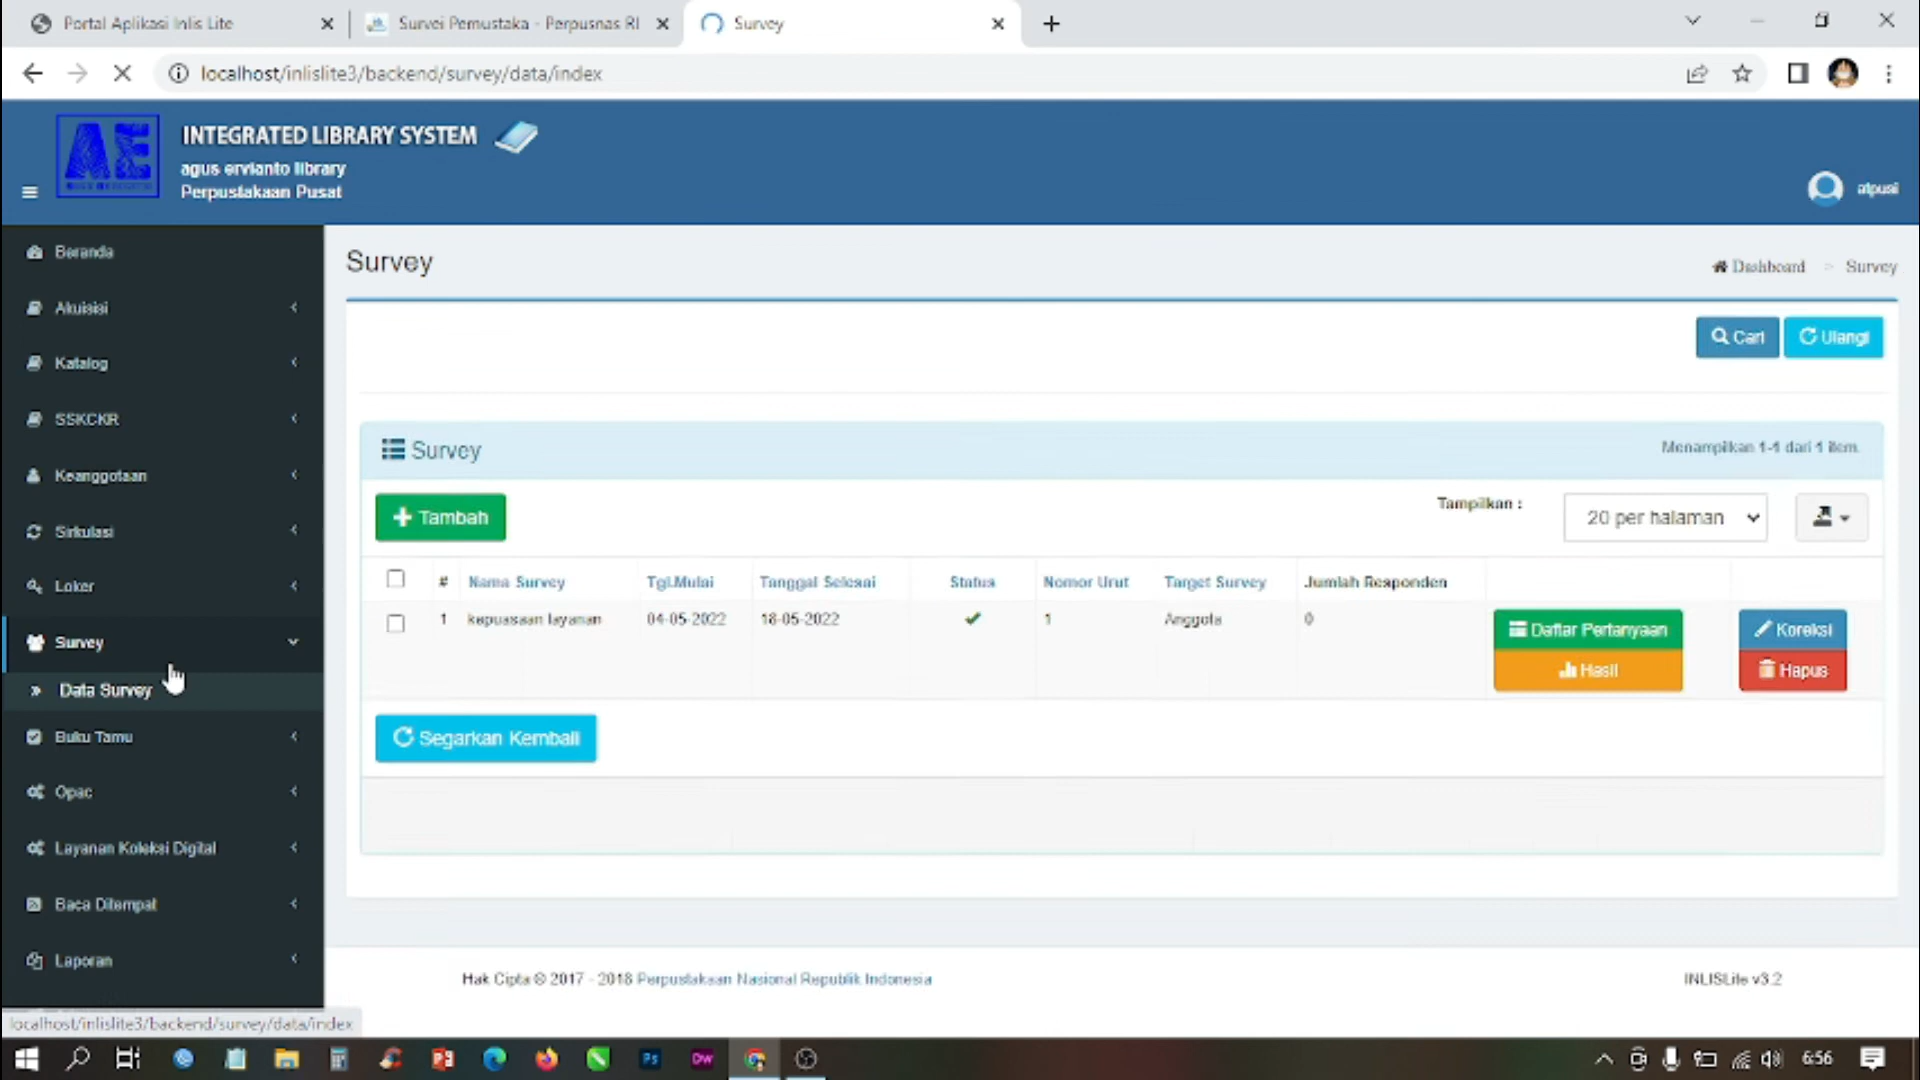 Portal Aplikasi Inlis Lite
Survei Pemustaka - Perpusnas RI
Survey
localhost/inlislite3/backend/survey/data/index
AE
INTEGRATED LIBRARY SYSTEM
agus ervianto library
Perpustakaan Pusat
atpusi
Beranda
Akuisisi
Katalog
SSKCKR
Keanggotaan
Sirkulasi
Loker
Survey
Data Survey
Buku Tamu
Opac
Layanan Koleksi Digital
Baca Ditempat
Laporan
Survey
Dashboard > Survey
Cari
Ulangi
Survey
Menampilkan 1-1 dari 1 item.
Tambah
Tampilkan :
20 per halaman
# Nama Survey Tgl.Mulai Tanggal Selesai Status Nomor Urut Target Survey Jumlah Responden
1 kepuasaan layanan 04-05-2022 18-05-2022 1 Anggota 0
Daftar Pertanyaan
Koreksi
Hasil
Hapus
Segarkan Kembali
Hak Cipta © 2017 - 2018 Perpustakaan Nasional Republik Indonesia
INLISLite v3.2
localhost/inlislite3/backend/survey/data/index
Ps
Dw
6:56